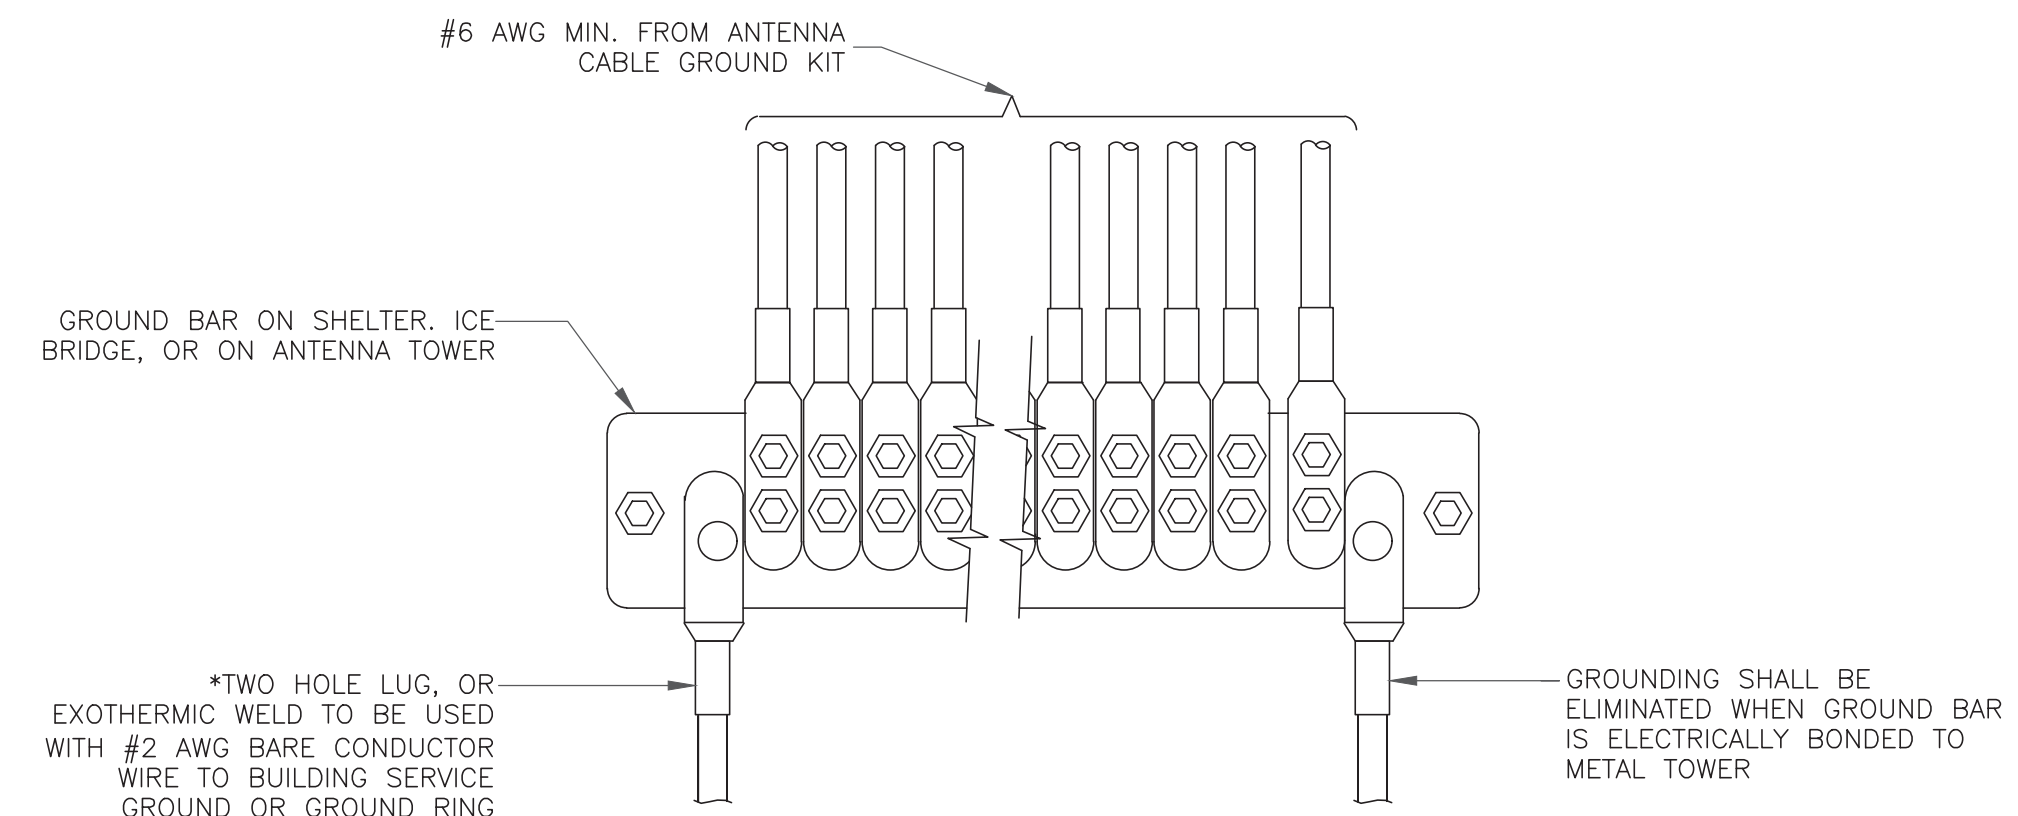 #6 AWG MIN. FROM ANTENNA
CABLE GROUND KIT
GROUND BAR ON SHELTER. ICE
BRIDGE, OR ON ANTENNA TOWER
*TWO HOLE LUG, OR
EXOTHERMIC WELD TO BE USED
WITH #2 AWG BARE CONDUCTOR
WIRE TO BUILDING SERVICE
GROUND OR GROUND RING
GROUNDING SHALL BE
ELIMINATED WHEN GROUND BAR
IS ELECTRICALLY BONDED TO
METAL TOWER